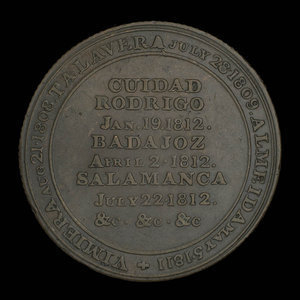 VIMIERA AUG 21·1808 TALAVERA JULY 28·1809. ALMEIDA MAY 5 1811
CUIDAD
RODRIGO
JAN. 19·1812.
BADAJOZ
APRIL 2·1812.
SALAMANCA
JULY 22·1812.
&c · &c · &c